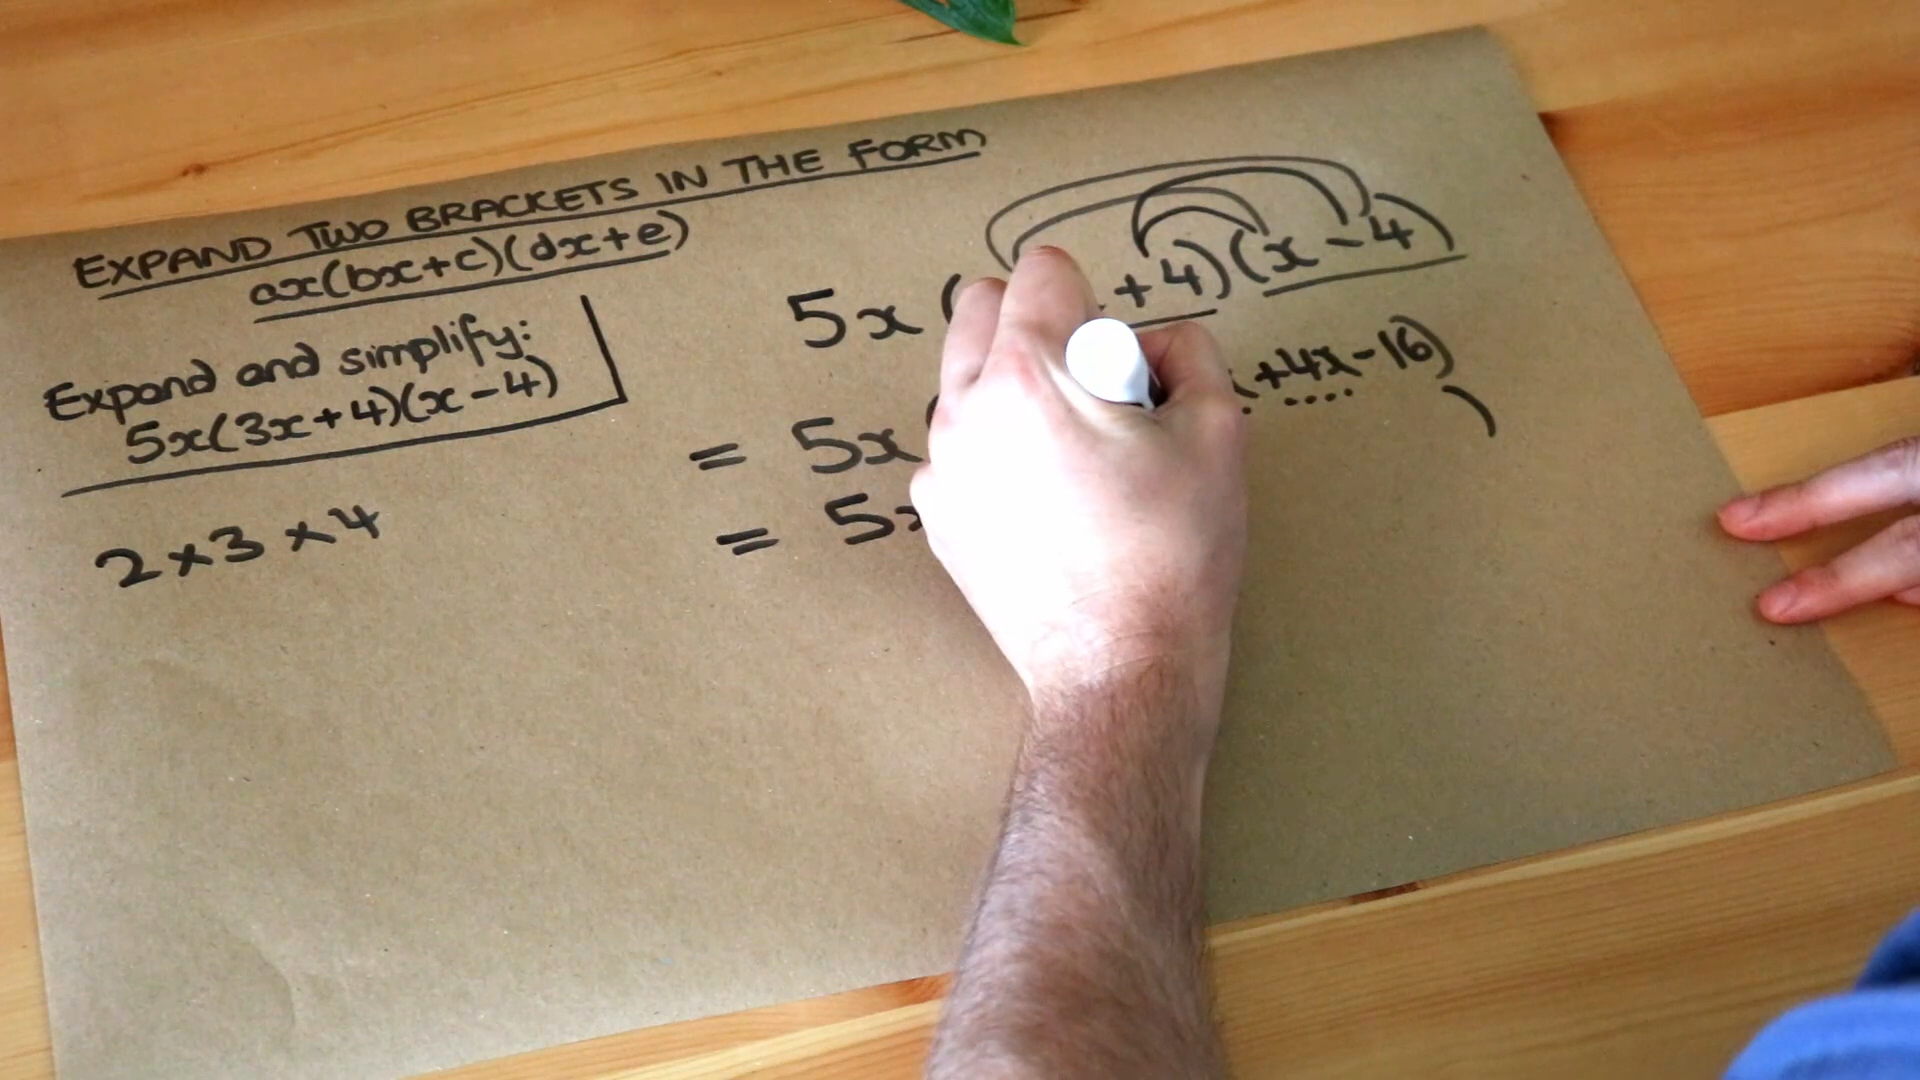 EXPAND TWO BRACKETS IN THE FORM
ax(bx+c)(dx+e)
Expand and simplify:
5x(3x+4)(x-4)
2×3×4
5x( +4)(x-4)
= 5x +4x-16)
= 5x )